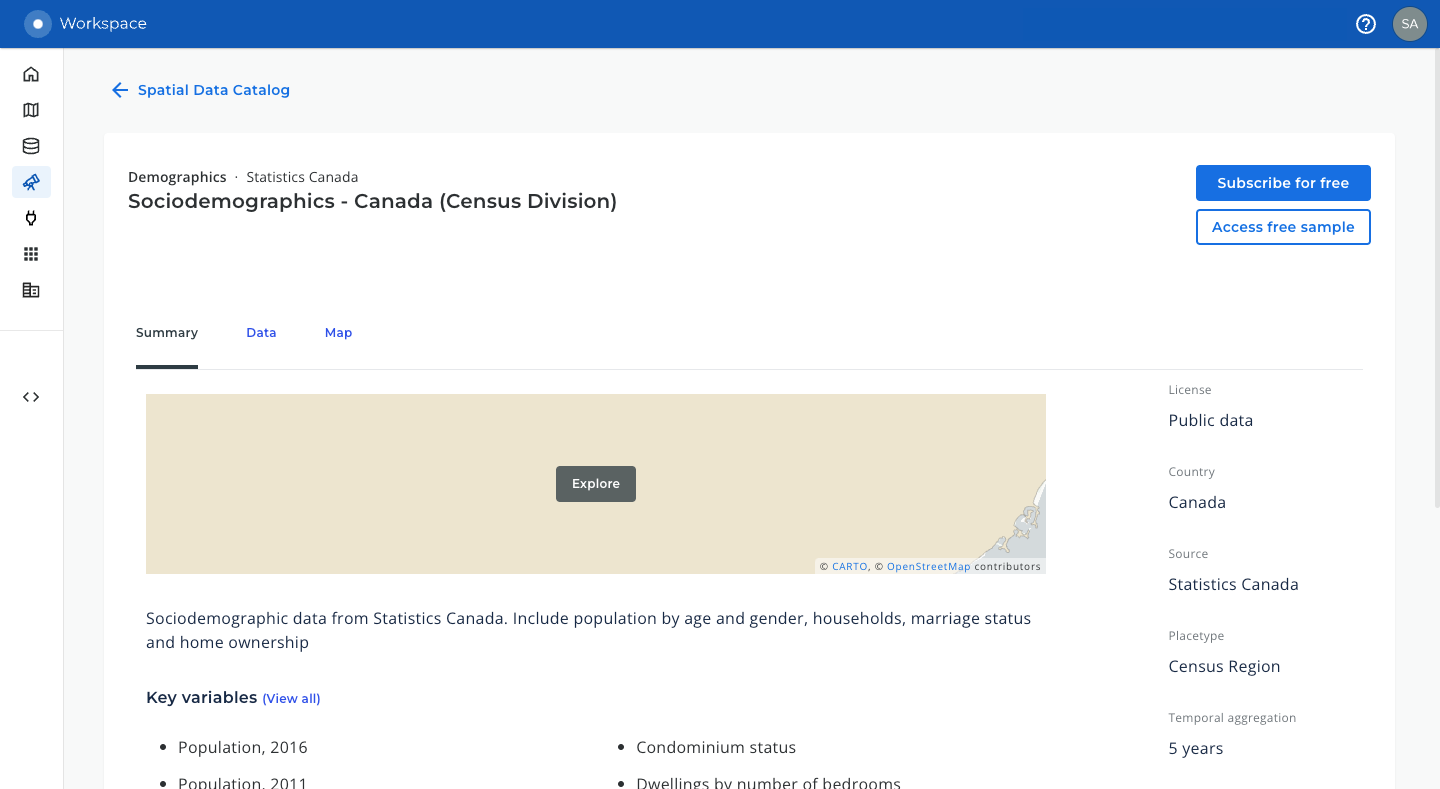 Workspace
SA
Spatial Data Catalog
Demographics · Statistics Canada
Sociodemographics - Canada (Census Division)
Subscribe for free
Access free sample
Summary
Data
Map
Explore
© CARTO, © OpenStreetMap contributors
Sociodemographic data from Statistics Canada. Include population by age and gender, households, marriage status
and home ownership
Key variables (View all)
Population, 2016
Condominium status
Population, 2011
Dwellings by number of bedrooms
License
Public data
Country
Canada
Source
Statistics Canada
Placetype
Census Region
Temporal aggregation
5 years